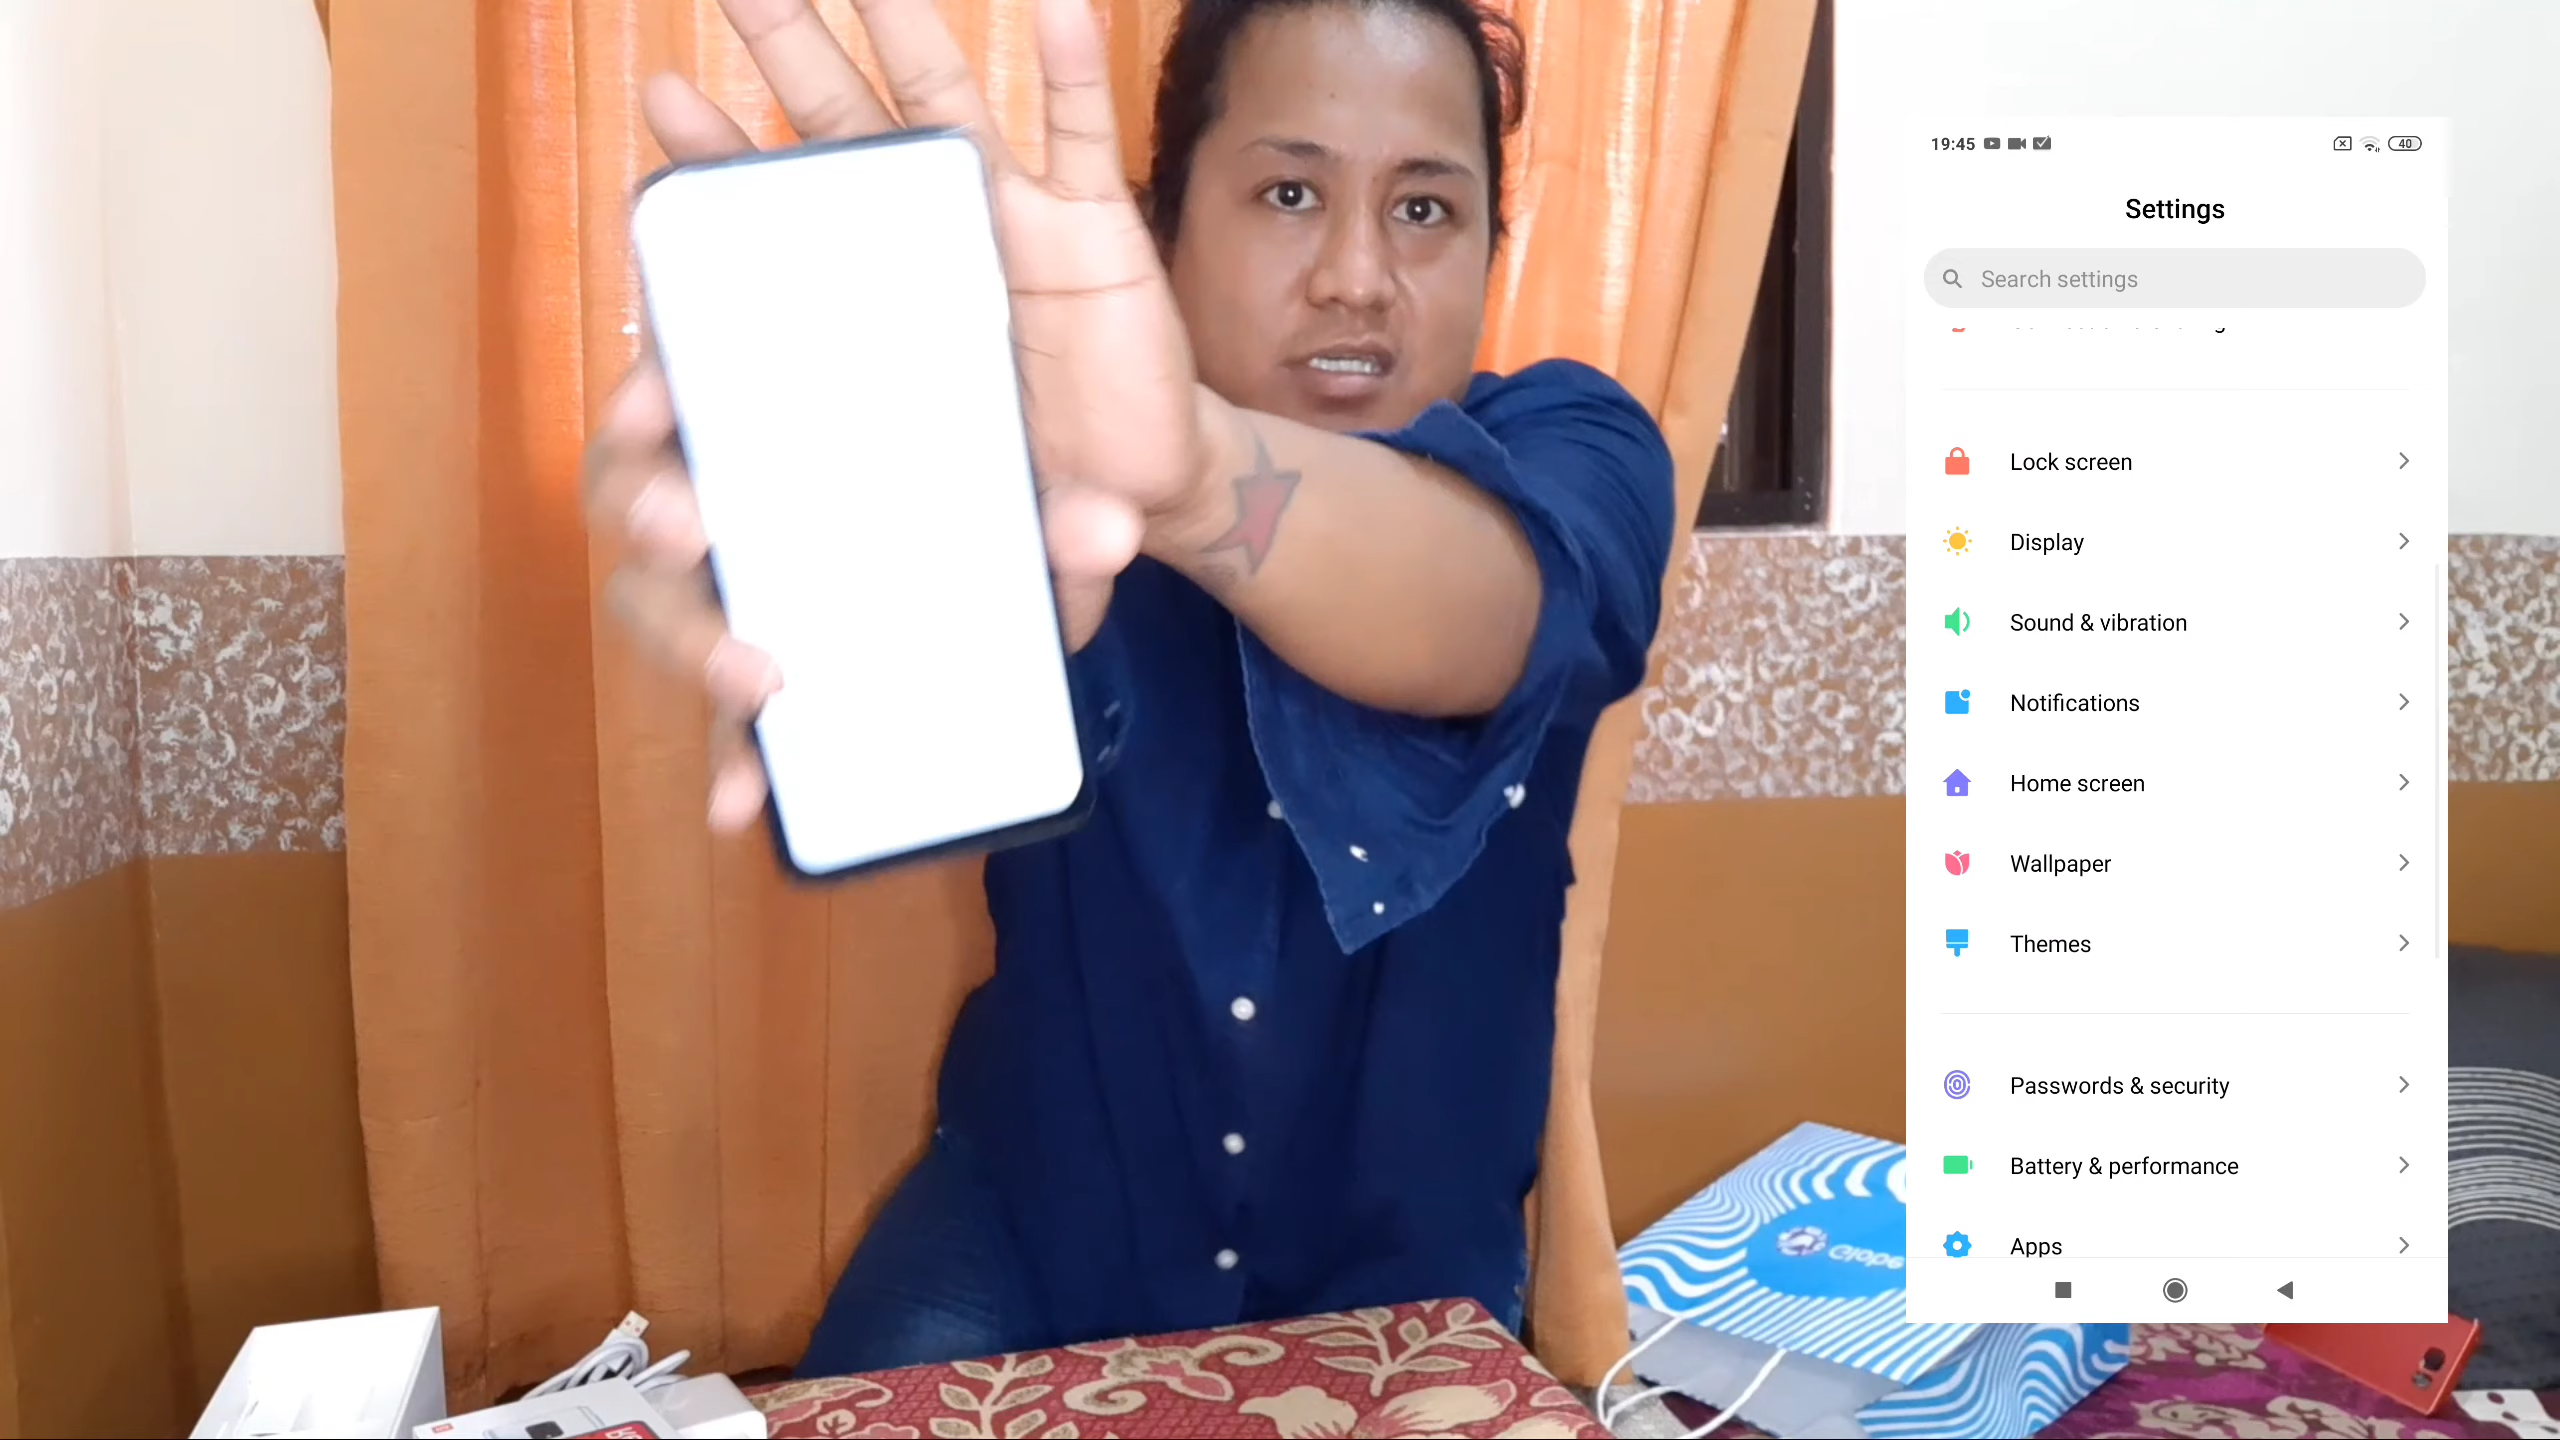 19:45
40
Settings
Search settings
Lock screen
Display
Sound & vibration
Notifications
Home screen
Wallpaper
Themes
Passwords & security
Battery & performance
Apps